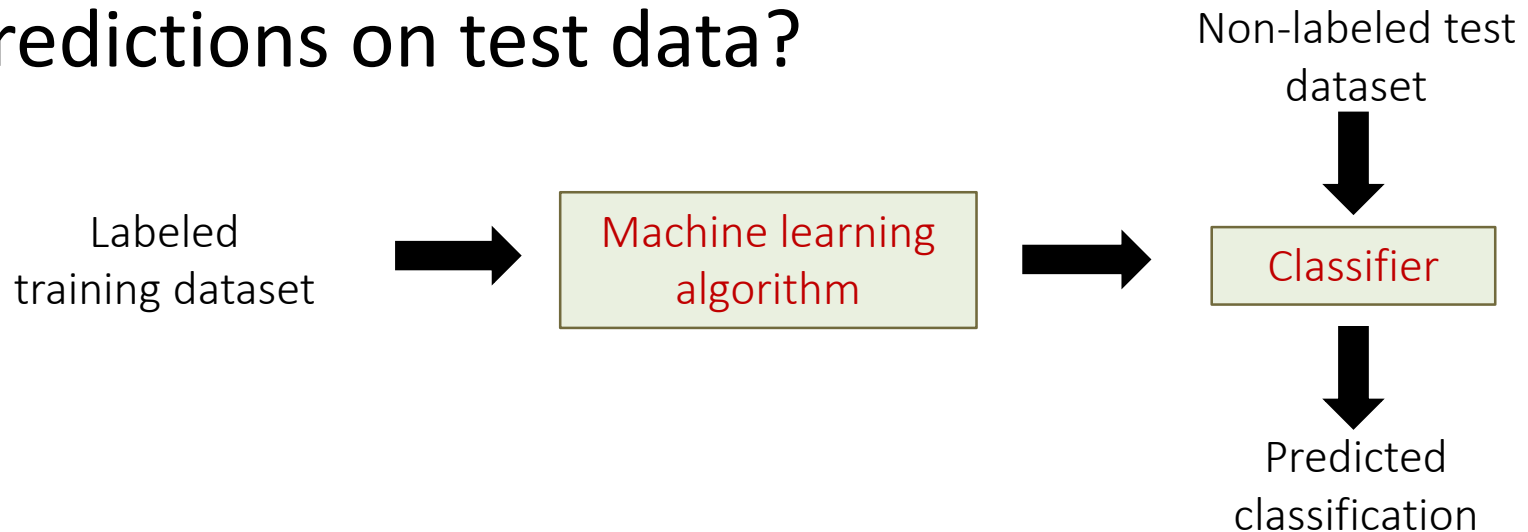 redictions on test data?
Non-labeled test
dataset
Labeled
training dataset
Machine learning
algorithm
Classifier
Predicted
classification